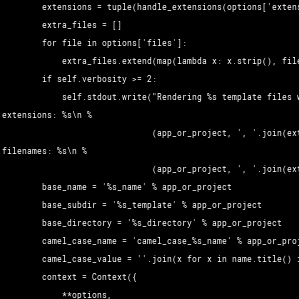 extensions = tuple(handle_extensions(options['extens
extra_files = []
for file in options['files']:
extra_files.extend(map(lambda x: x.strip(), file
if self.verbosity >= 2:
self.stdout.write("Rendering %s template files w
extensions: %s\n %
(app_or_project, ', '.join(ext
filenames: %s\n %
(app_or_project, ', '.join(ext
base_name = '%s_name' % app_or_project
base_subdir = '%s_template' % app_or_project
base_directory = '%s_directory' % app_or_project
camel_case_name = 'camel_case_%s_name' % app_or_proj
camel_case_value = ''.join(x for x in name.title() i
context = Context({
**options,